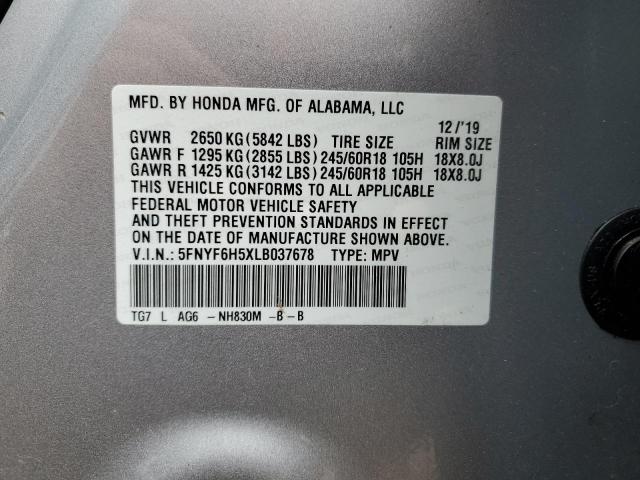 MFD. BY HONDA MFG. OF ALABAMA, LLC
12/'19
GVWR 2650 KG (5842 LBS) TIRE SIZE RIM SIZE
GAWR F 1295 KG (2855 LBS) 245/60R18 105H 18X8.0J
GAWR R 1425 KG (3142 LBS) 245/60R18 105H 18X8.0J
THIS VEHICLE CONFORMS TO ALL APPLICABLE
FEDERAL MOTOR VEHICLE SAFETY
AND THEFT PREVENTION STANDARDS IN EFFECT
ON THE DATE OF MANUFACTURE SHOWN ABOVE.
V.I.N.: 5FNYF6H5XLB037678 TYPE: MPV
TG7 L AG6 -NH830M -B -B